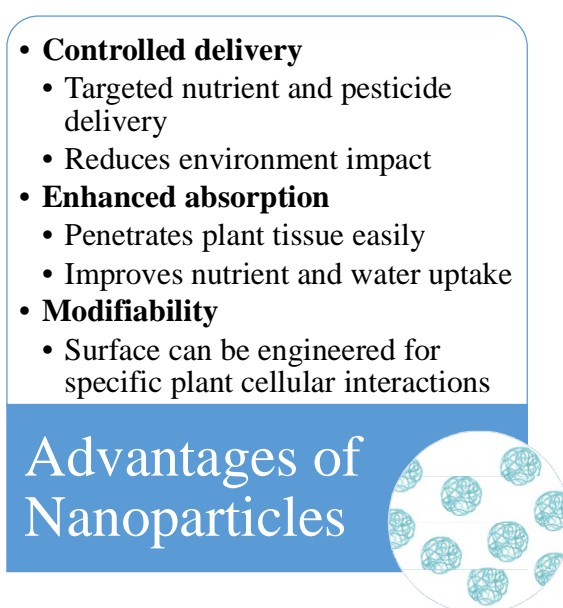 • Controlled delivery
• Targeted nutrient and pesticide
delivery
• Reduces environment impact
• Enhanced absorption
• Penetrates plant tissue easily
• Improves nutrient and water uptake
• Modifiability
• Surface can be engineered for
specific plant cellular interactions
Advantages of
Nanoparticles